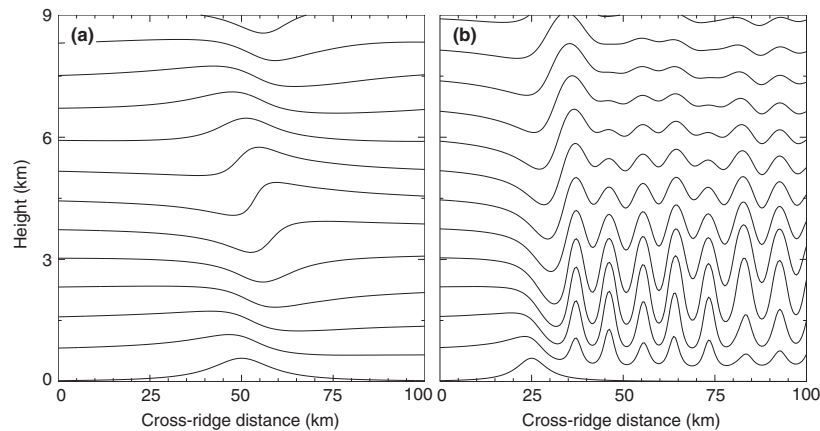 (a)
(b)
9
6
3
0
Height (km)
0 25 50 75 100
0 25 50 75 100
Cross-ridge distance (km)
Cross-ridge distance (km)